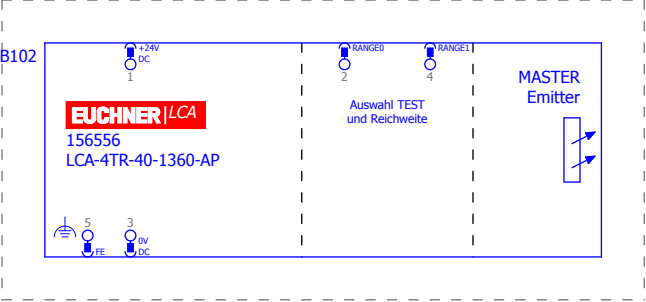 B102
+24V
DC
1
RANGE0
2
RANGE1
4
MASTER
Emitter
EUCHNER LCA
Auswahl TEST
und Reichweite
156556
LCA-4TR-40-1360-AP
5
FE
3
0V
DC